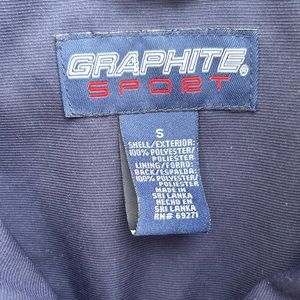 GRAPHITE®
SPORT
S
SHELL/EXTERIOR:
100% POLYESTER/
POLIESTER
LINING/FORRO:
BACK/ESPALDA:
100% POLYESTER/
POLIESTER
MADE IN
SRI LANKA
HECHO EN
SRI LANKA
RN# 69271